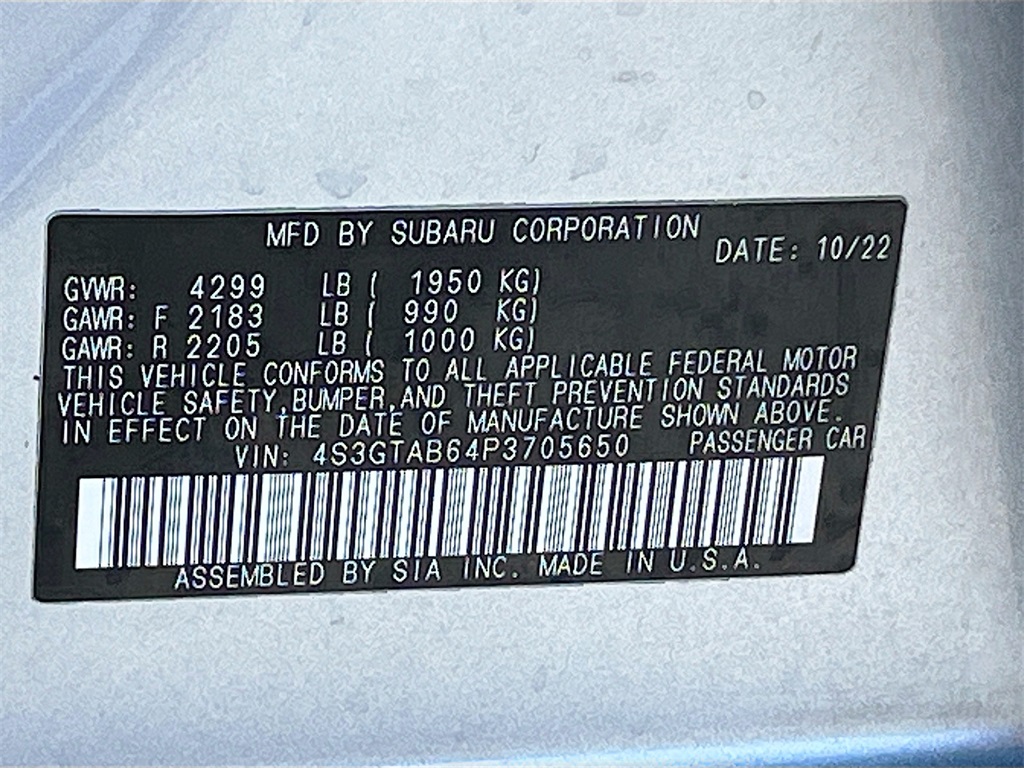 MFD BY SUBARU CORPORATION
DATE: 10/22
GVWR: 4299 LB ( 1950 KG)
GAWR: F 2183 LB ( 990 KG)
GAWR: R 2205 LB ( 1000 KG)
THIS VEHICLE CONFORMS TO ALL APPLICABLE FEDERAL MOTOR
VEHICLE SAFETY, BUMPER, AND THEFT PREVENTION STANDARDS
IN EFFECT ON THE DATE OF MANUFACTURE SHOWN ABOVE.
VIN: 4S3GTAB64P3705650 PASSENGER CAR
ASSEMBLED BY SIA INC. MADE IN U.S.A.